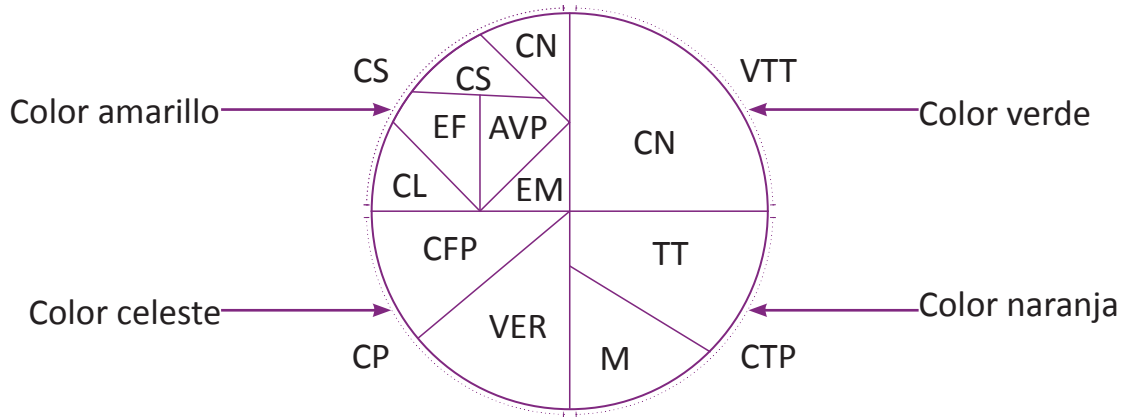 CN
CS
VTT
CS
Color amarillo
Color verde
EF
AVP
CN
CL
EM
CFP
TT
Color celeste
Color naranja
VER
CP
M
CTP